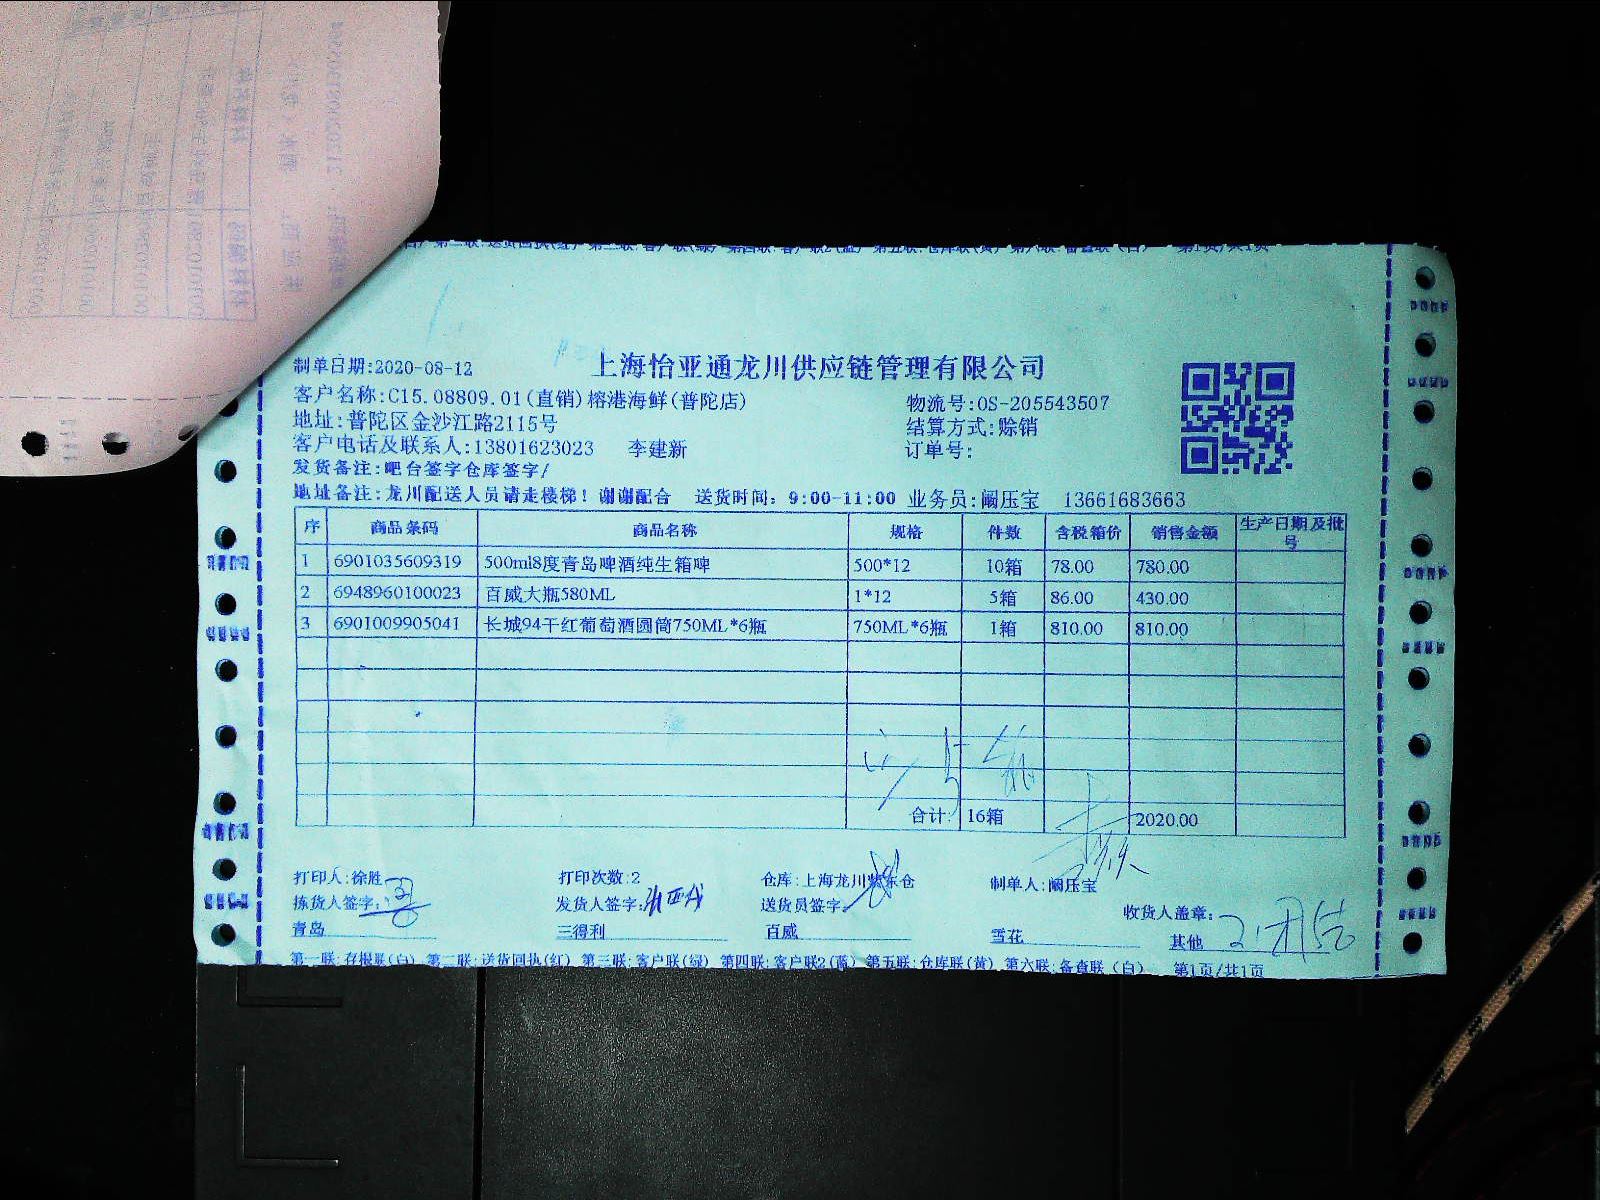 制单日期:2020-08-12
上海怡亚通龙川供应链管理有限公司
客户名称:C15.08809.01(直销)榕港海鲜(普陀店)
物流号:OS-205543507
地址:普陀区金沙江路2115号
结算方式:赊销
客户电话及联系人:13801623023 李建新
订单号:
发货备注:吧台签字仓库签字/
地址备注:龙川配送人员请走楼梯!谢谢配合 送货时间:9:00-11:00 业务员:阚压宝 13661683663
序 商品条码 商品名称 规格 件数 含税箱价 销售金额 生产日期及批号
1 6901035609319 500ml8度青岛啤酒纯生箱啤 500*12 10箱 78.00 780.00
2 6948960100023 百威大瓶580ML 1*12 5箱 86.00 430.00
3 6901009905041 长城94干红葡萄酒圆筒750ML*6瓶 750ML*6瓶 1箱 810.00 810.00
合计: 16箱 2020.00
打印人:徐胜 打印次数:2 仓库:上海龙川 东仓 制单人:阚压宝
拣货人签字: 发货人签字: 送货员签字: 收货人盖章:
青岛 三得利 百威 雪花 其他
第一联:存根联(白) 第二联:送货回执(红) 第三联:客户联(绿) 第四联:客户联2(蓝) 第五联:仓库联(黄) 第六联:备查联(白) 第1页/共1页